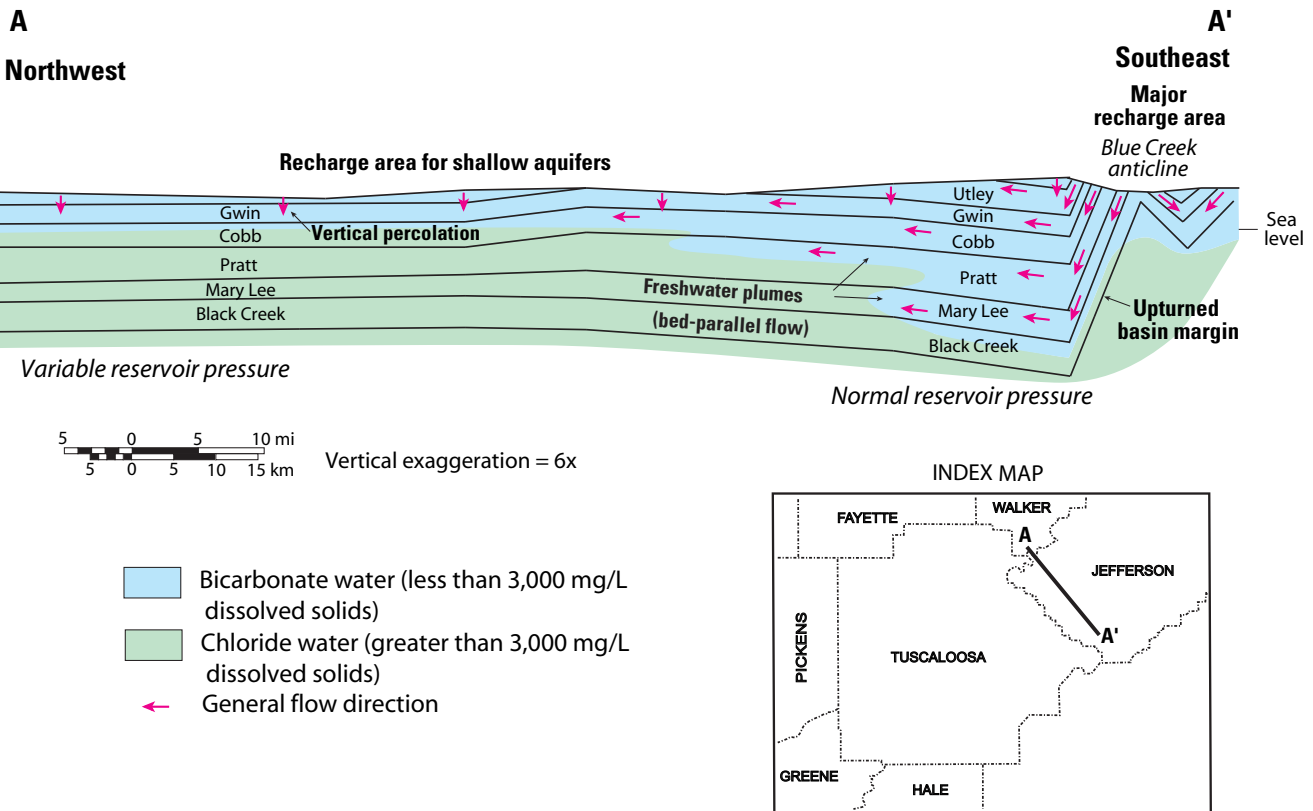 A
A'
Northwest
Southeast
Major
recharge area
Blue Creek
anticline
Recharge area for shallow aquifers
Utley
Gwin
Gwin
Vertical percolation
Sea
level
Cobb
Cobb
Pratt
Pratt
Mary Lee
Freshwater plumes
Mary Lee
Black Creek
(bed-parallel flow)
Upturned
basin margin
Black Creek
Variable reservoir pressure
Normal reservoir pressure
5 0 5 10 mi
5 0 5 10 15 km
Vertical exaggeration = 6x
INDEX MAP
FAYETTE
WALKER
A
JEFFERSON
PICKENS
TUSCALOOSA
A'
GREENE
HALE
Bicarbonate water (less than 3,000 mg/L
dissolved solids)
Chloride water (greater than 3,000 mg/L
dissolved solids)
General flow direction